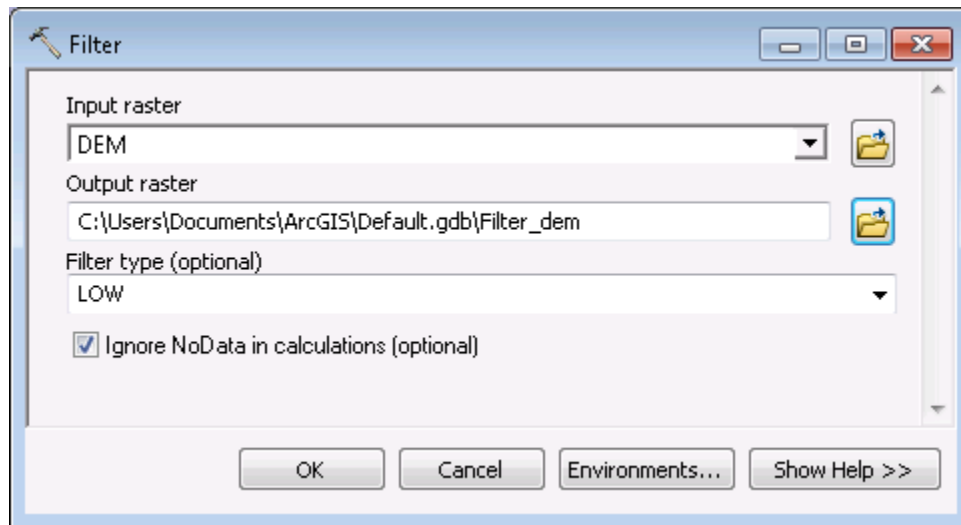 Filter
Input raster
DEM
Output raster
C:\Users\Documents\ArcGIS\Default.gdb\Filter_dem
Filter type (optional)
LOW
Ignore NoData in calculations (optional)
OK Cancel Environments... Show Help >>